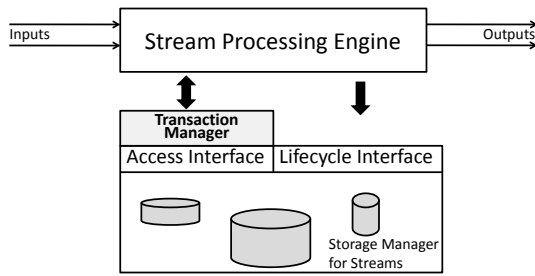 Inputs
Stream Processing Engine
Outputs
Transaction
Manager
Access Interface
Lifecycle Interface
Storage Manager
for Streams